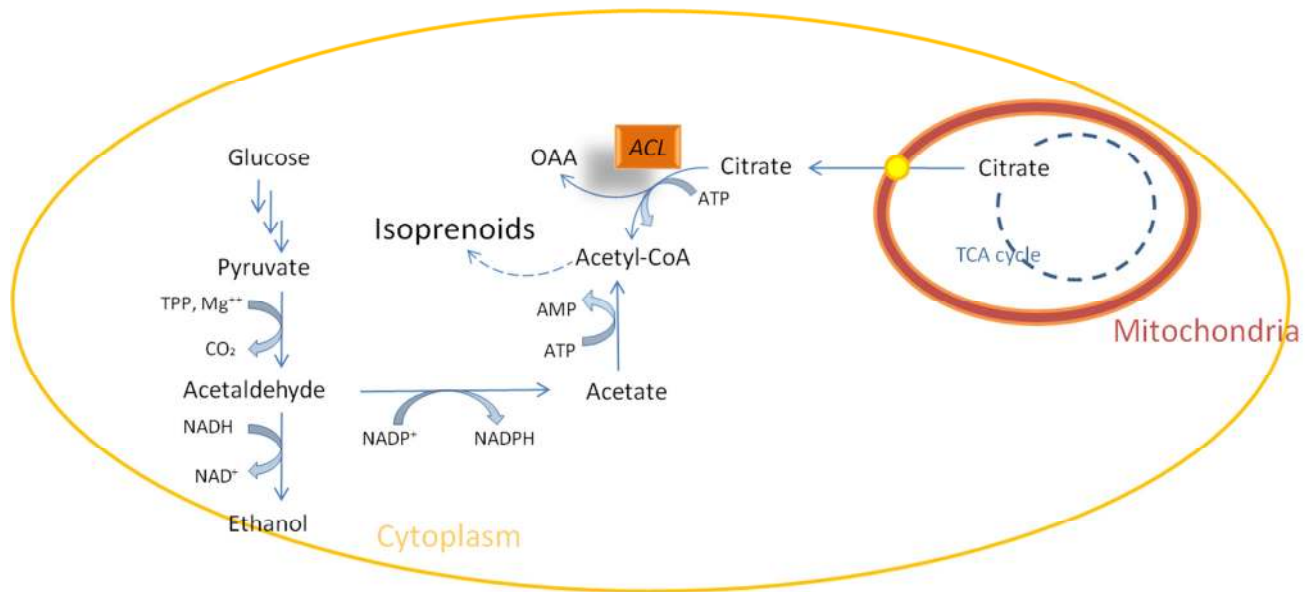 Glucose
Pyruvate
TPP, Mg⁺⁺
CO₂
Acetaldehyde
NADH
NAD⁺
Ethanol
NADP⁺
NADPH
Acetate
ATP
AMP
Acetyl-CoA
Isoprenoids
OAA
ACL
Citrate
ATP
Citrate
TCA cycle
Mitochondria
Cytoplasm